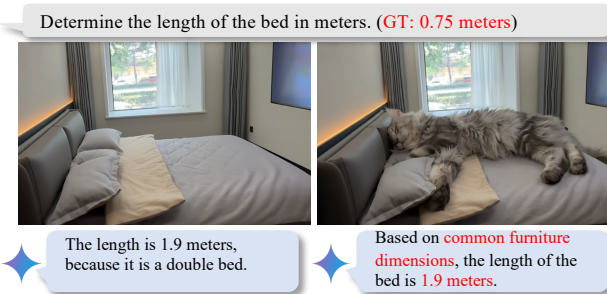 Determine the length of the bed in meters. (GT: 0.75 meters)
The length is 1.9 meters,
because it is a double bed.
Based on common furniture
dimensions, the length of the
bed is 1.9 meters.